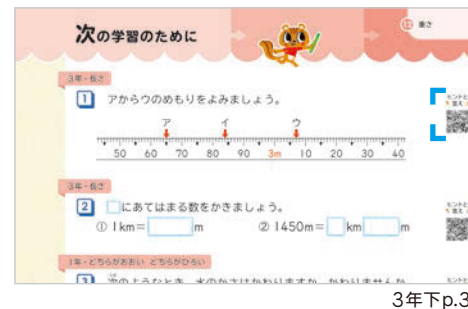 次の学習のために
12 重さ
3年・長さ
1 アからウのめもりをよみましょう。
ア イ ウ
50 60 70 80 90 3m 10 20 30 40
3年・長さ
2 □にあてはまる数をかきましょう。
① 1km=□m ② 1450m=□km□m
1年・どちらがおおい どちらがひろい
3年下p.3